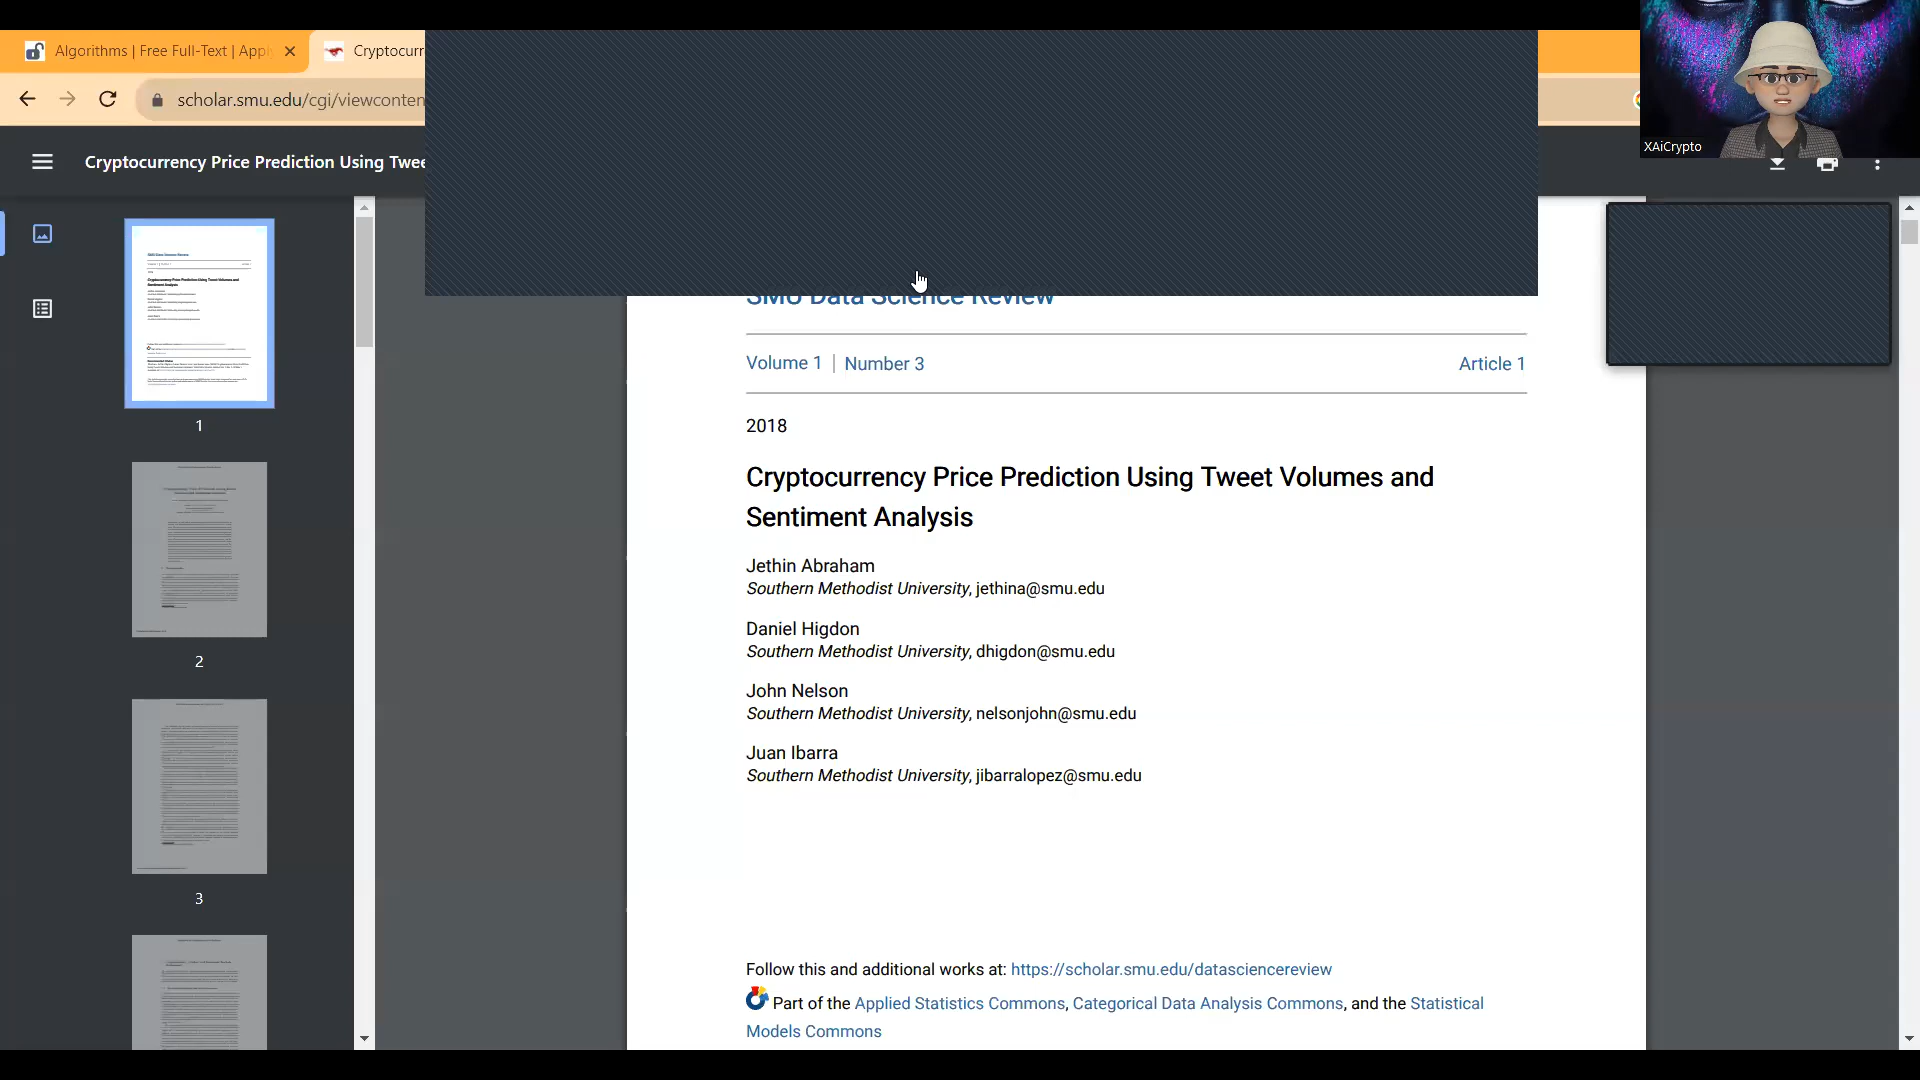 Algorithms | Free Full-Text | Appl
Cryptocurr
scholar.smu.edu/cgi/viewconten
XAiCrypto
Cryptocurrency Price Prediction Using Twee
1
2
3
SMU Data Science Review
Volume 1 | Number 3 Article 1
2018
Cryptocurrency Price Prediction Using Tweet Volumes and
Sentiment Analysis
Jethin Abraham
Southern Methodist University, jethina@smu.edu
Daniel Higdon
Southern Methodist University, dhigdon@smu.edu
John Nelson
Southern Methodist University, nelsonjohn@smu.edu
Juan Ibarra
Southern Methodist University, jibarralopez@smu.edu
Follow this and additional works at: https://scholar.smu.edu/datasciencereview
Part of the Applied Statistics Commons, Categorical Data Analysis Commons, and the Statistical
Models Commons